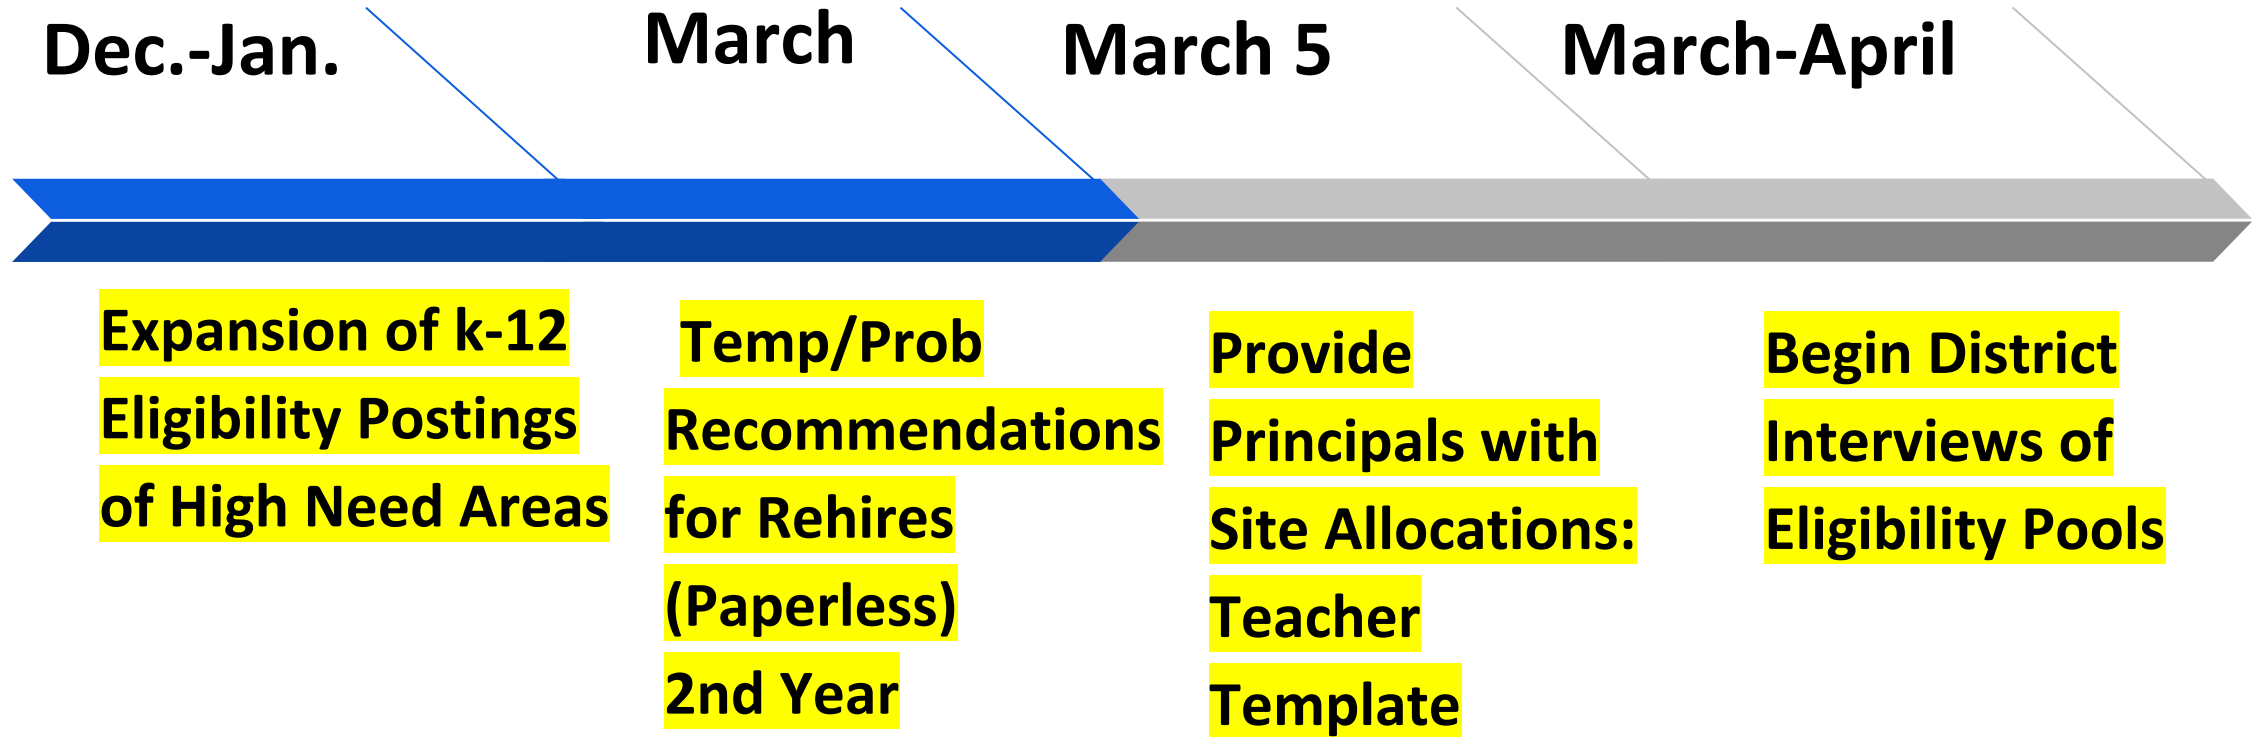 Dec.-Jan.
March
March 5
March-April
Expansion of k-12
Eligibility Postings
of High Need Areas
Temp/Prob
Recommendations
for Rehires
(Paperless)
2nd Year
Provide
Principals with
Site Allocations:
Teacher
Template
Begin District
Interviews of
Eligibility Pools